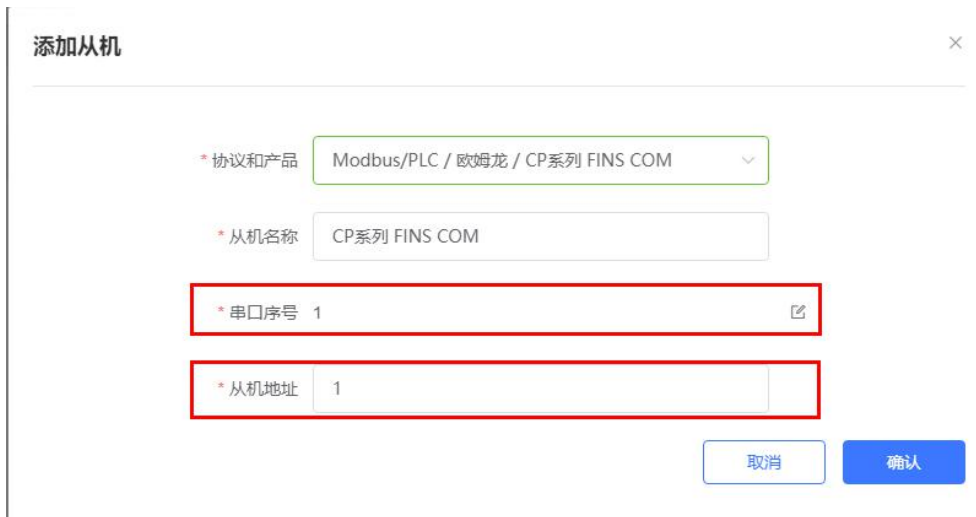 添加从机
* 协议和产品 Modbus/PLC / 欧姆龙 / CP系列 FINS COM
* 从机名称 CP系列 FINS COM
* 串口序号 1
* 从机地址 1
取消 确认